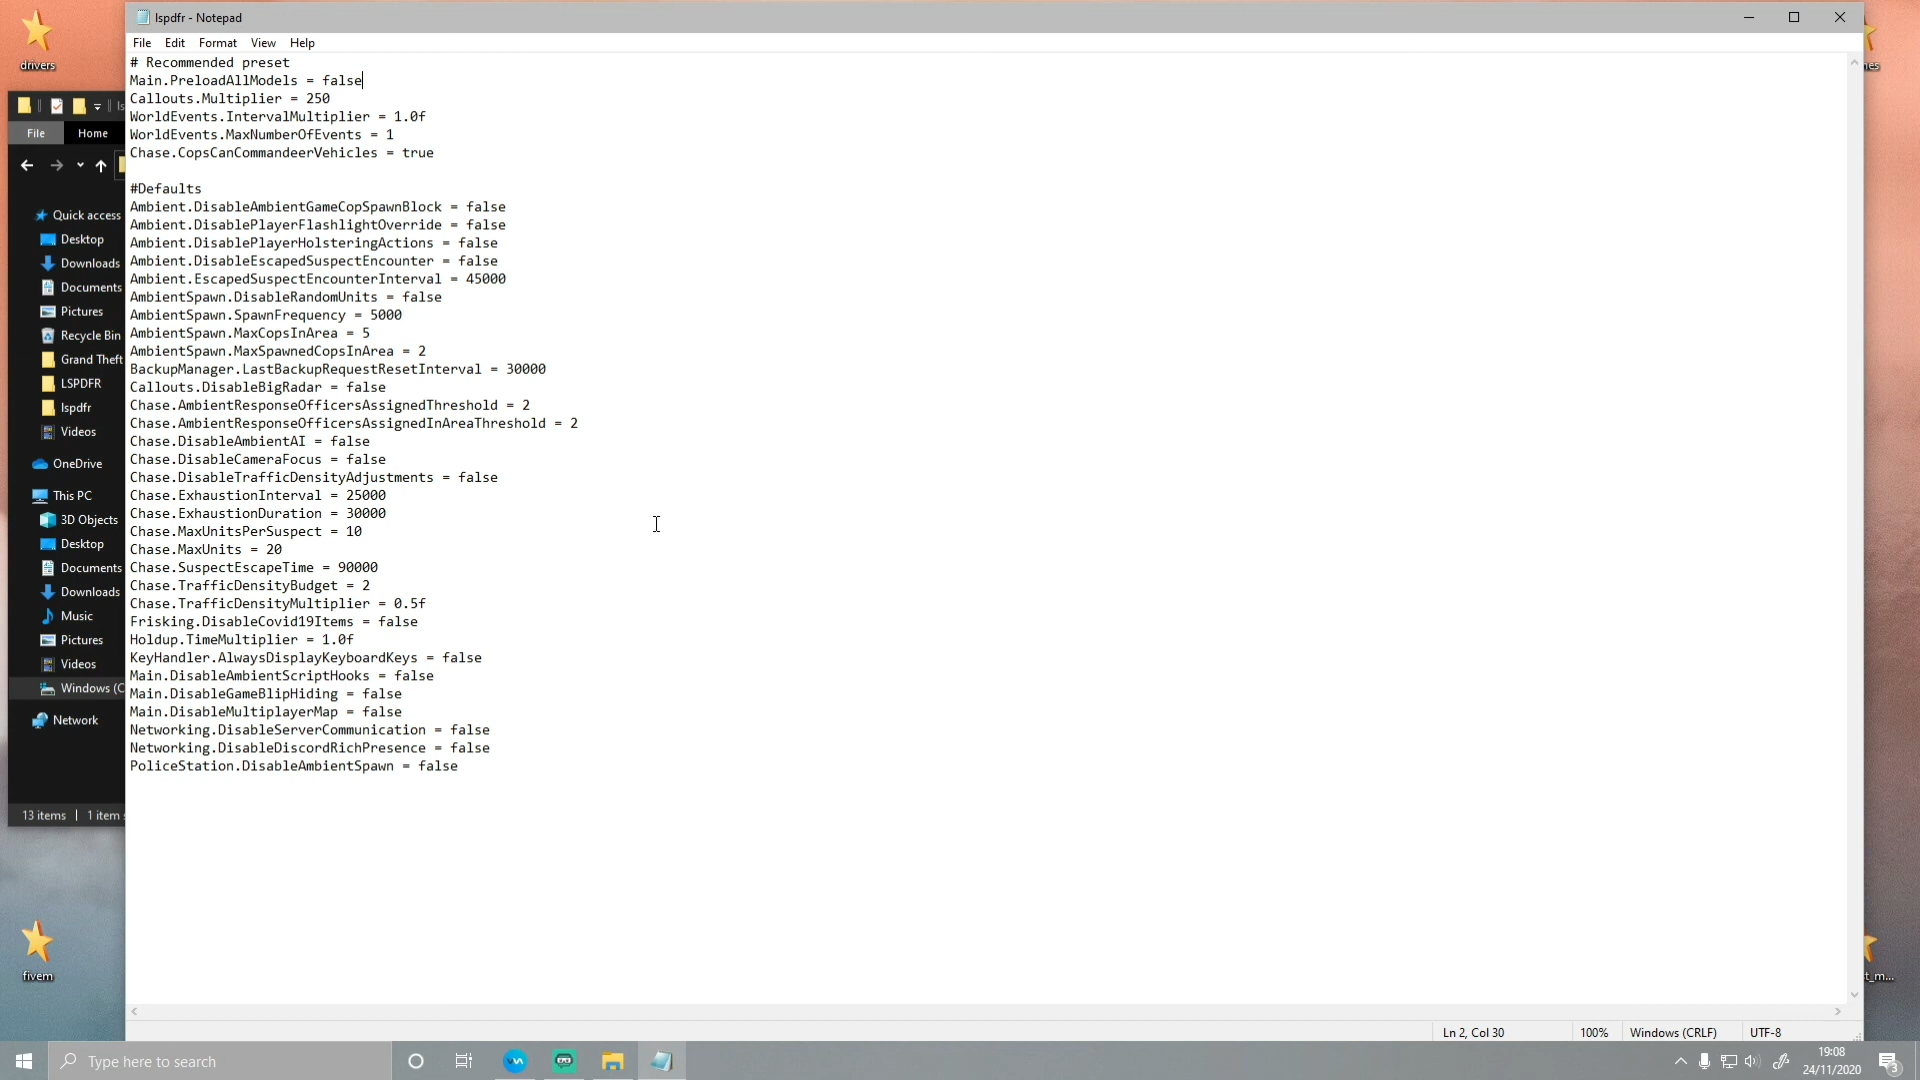 lspdfr - Notepad
File Edit Format View Help
# Recommended preset
Main.PreloadAllModels = false
Callouts.Multiplier = 250
WorldEvents.IntervalMultiplier = 1.0f
WorldEvents.MaxNumberOfEvents = 1
Chase.CopsCanCommandeerVehicles = true
#Defaults
Ambient.DisableAmbientGameCopSpawnBlock = false
Ambient.DisablePlayerFlashlightOverride = false
Ambient.DisablePlayerHolsteringActions = false
Ambient.DisableEscapedSuspectEncounter = false
Ambient.EscapedSuspectEncounterInterval = 45000
AmbientSpawn.DisableRandomUnits = false
AmbientSpawn.SpawnFrequency = 5000
AmbientSpawn.MaxCopsInArea = 5
AmbientSpawn.MaxSpawnedCopsInArea = 2
BackupManager.LastBackupRequestResetInterval = 30000
Callouts.DisableBigRadar = false
Chase.AmbientResponseOfficersAssignedThreshold = 2
Chase.AmbientResponseOfficersAssignedInAreaThreshold = 2
Chase.DisableAmbientAI = false
Chase.DisableCameraFocus = false
Chase.DisableTrafficDensityAdjustments = false
Chase.ExhaustionInterval = 25000
Chase.ExhaustionDuration = 30000
Chase.MaxUnitsPerSuspect = 10
Chase.MaxUnits = 20
Chase.SuspectEscapeTime = 90000
Chase.TrafficDensityBudget = 2
Chase.TrafficDensityMultiplier = 0.5f
Frisking.DisableCovid19Items = false
Holdup.TimeMultiplier = 1.0f
KeyHandler.AlwaysDisplayKeyboardKeys = false
Main.DisableAmbientScriptHooks = false
Main.DisableGameBlipHiding = false
Main.DisableMultiplayerMap = false
Networking.DisableServerCommunication = false
Networking.DisableDiscordRichPresence = false
PoliceStation.DisableAmbientSpawn = false
Ln 2, Col 30 100% Windows (CRLF) UTF-8
drivers
File Home
Quick access
Desktop
Downloads
Documents
Pictures
Recycle Bin
Grand Theft
LSPDFR
lspdfr
Videos
OneDrive
This PC
3D Objects
Desktop
Documents
Downloads
Music
Pictures
Videos
Windows (C
Network
13 items 1 item
fivem
t_m...
Type here to search
19:08
24/11/2020
3